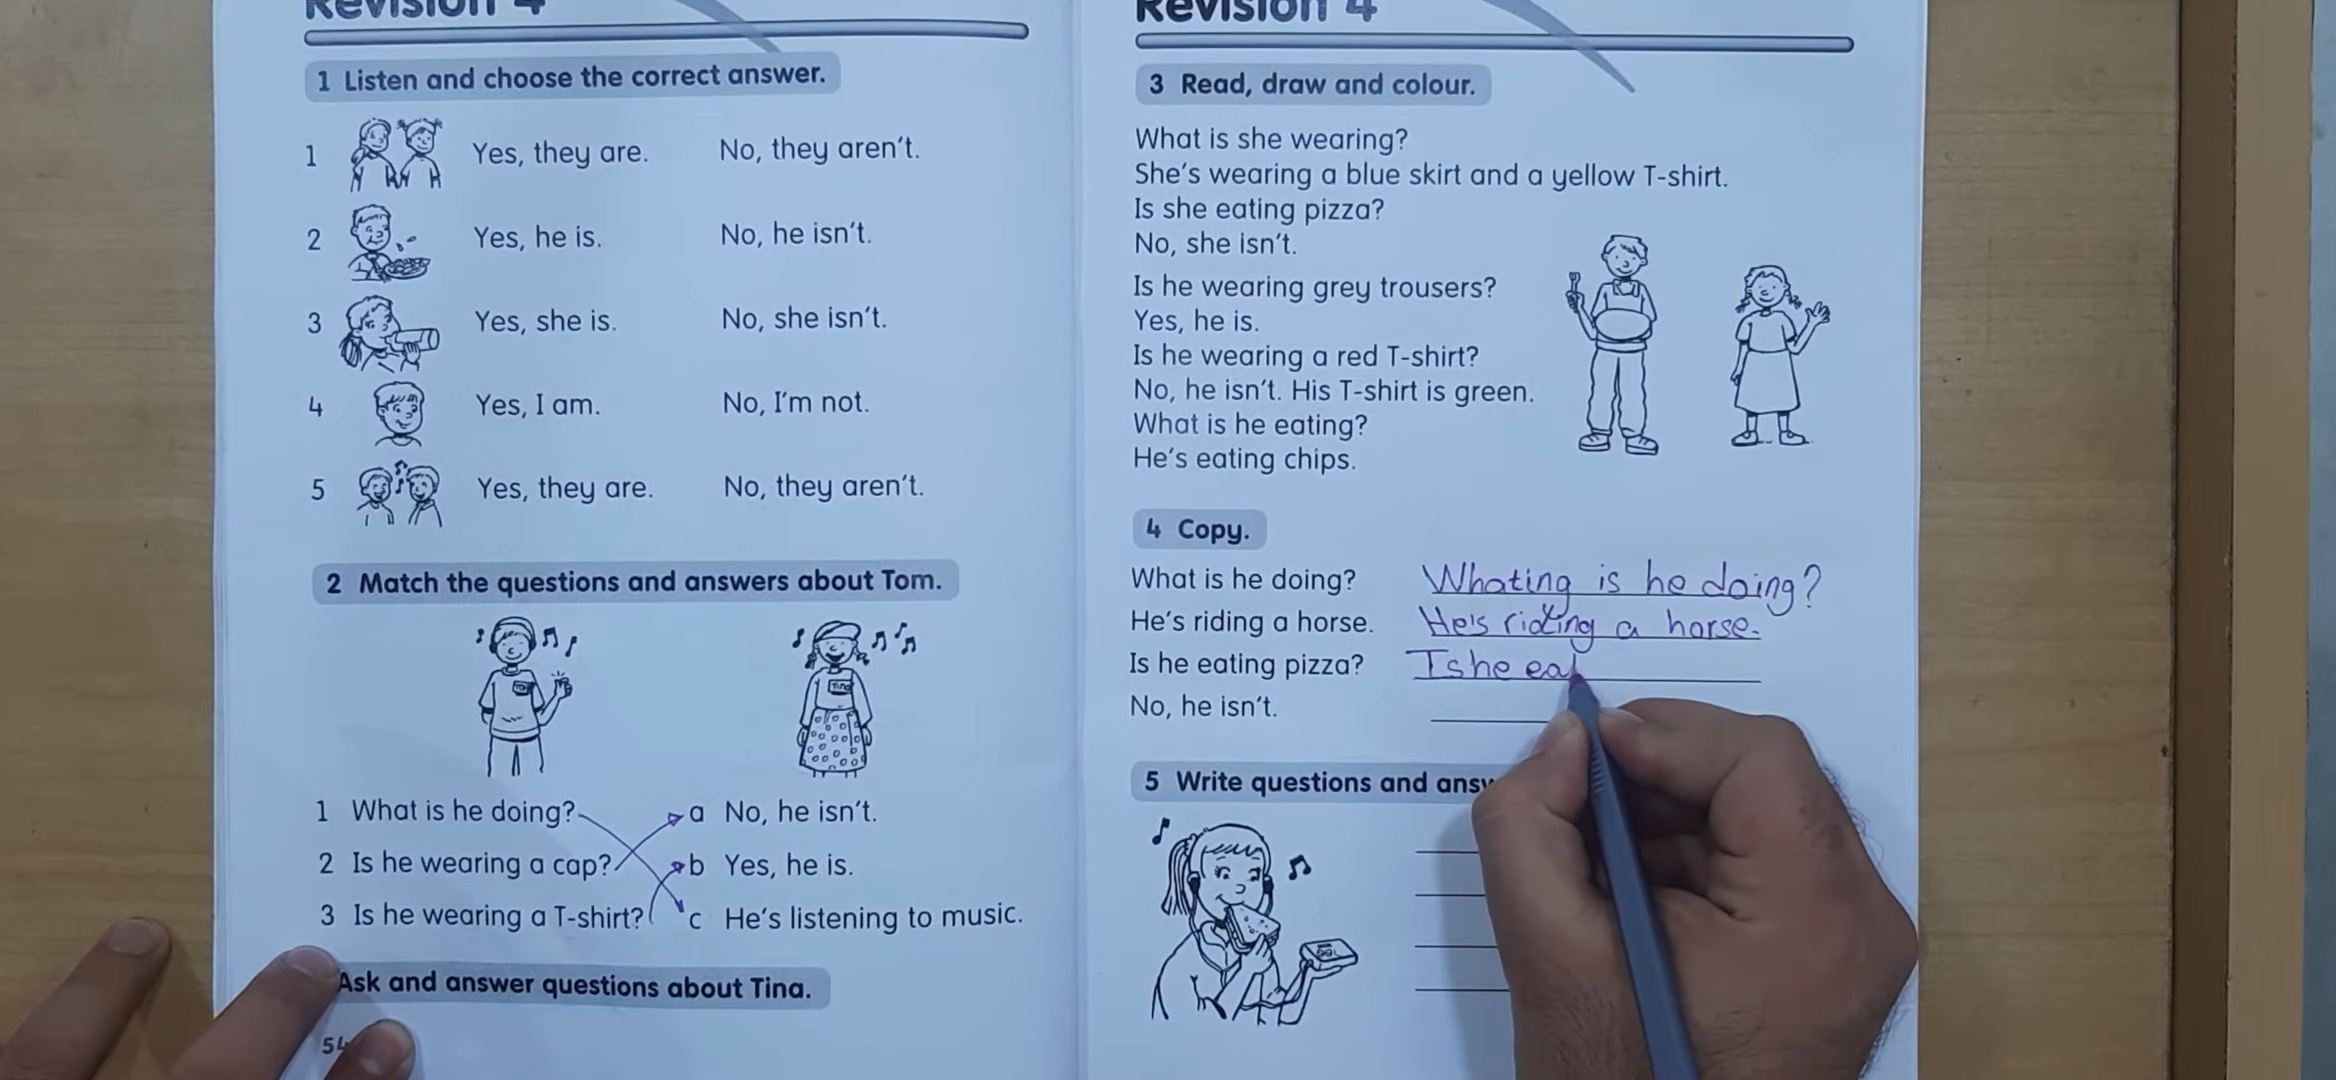 Revision 4
1 Listen and choose the correct answer.
1 Yes, they are. No, they aren't.
2 Yes, he is. No, he isn't.
3 Yes, she is. No, she isn't.
4 Yes, I am. No, I'm not.
5 Yes, they are. No, they aren't.
2 Match the questions and answers about Tom.
1 What is he doing? a No, he isn't.
2 Is he wearing a cap? b Yes, he is.
3 Is he wearing a T-shirt? c He's listening to music.
Ask and answer questions about Tina.
54
Revision 4
3 Read, draw and colour.
What is she wearing?
She's wearing a blue skirt and a yellow T-shirt.
Is she eating pizza?
No, she isn't.
Is he wearing grey trousers?
Yes, he is.
Is he wearing a red T-shirt?
No, he isn't. His T-shirt is green.
What is he eating?
He's eating chips.
4 Copy.
What is he doing? Whating is he doing?
He's riding a horse. He's riding a horse.
Is he eating pizza? Is he eat
No, he isn't.
5 Write questions and answ